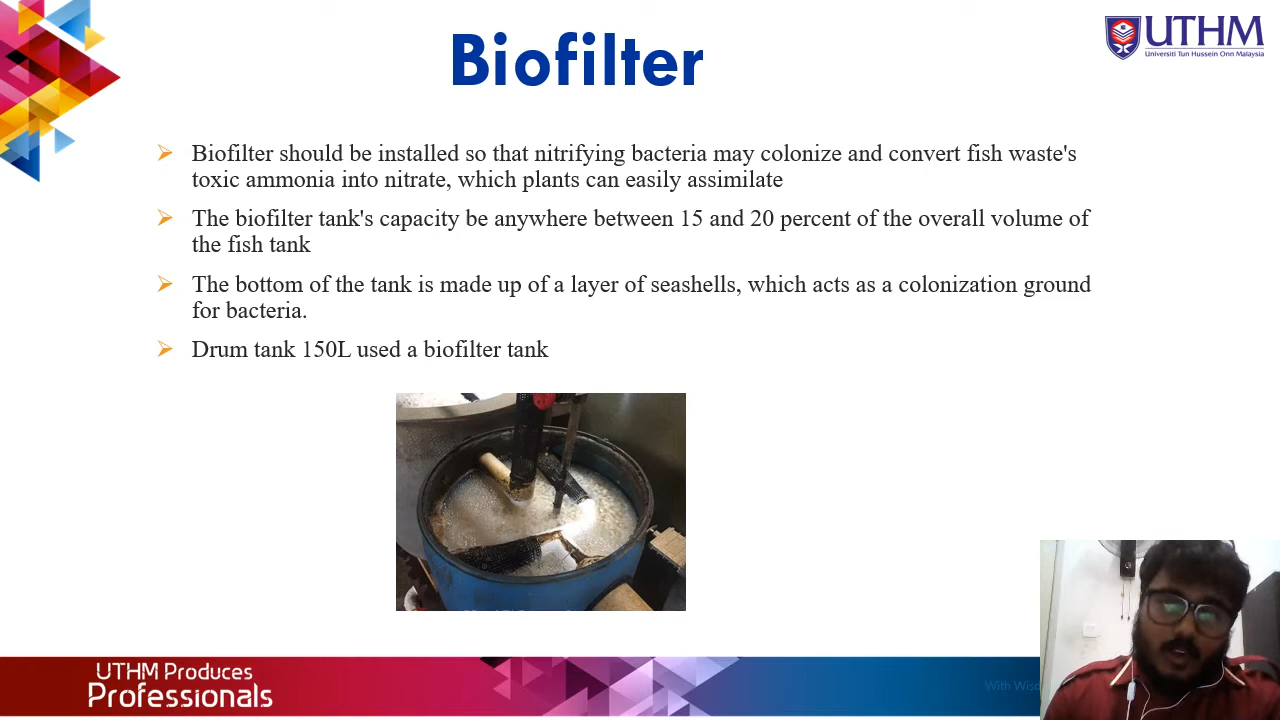 Biofilter
UTHM
Universiti Tun Hussein Onn Malaysia
Biofilter should be installed so that nitrifying bacteria may colonize and convert fish waste's
toxic ammonia into nitrate, which plants can easily assimilate
The biofilter tank's capacity be anywhere between 15 and 20 percent of the overall volume of
the fish tank
The bottom of the tank is made up of a layer of seashells, which acts as a colonization ground
for bacteria.
Drum tank 150L used a biofilter tank
UTHM Produces
Professionals
With